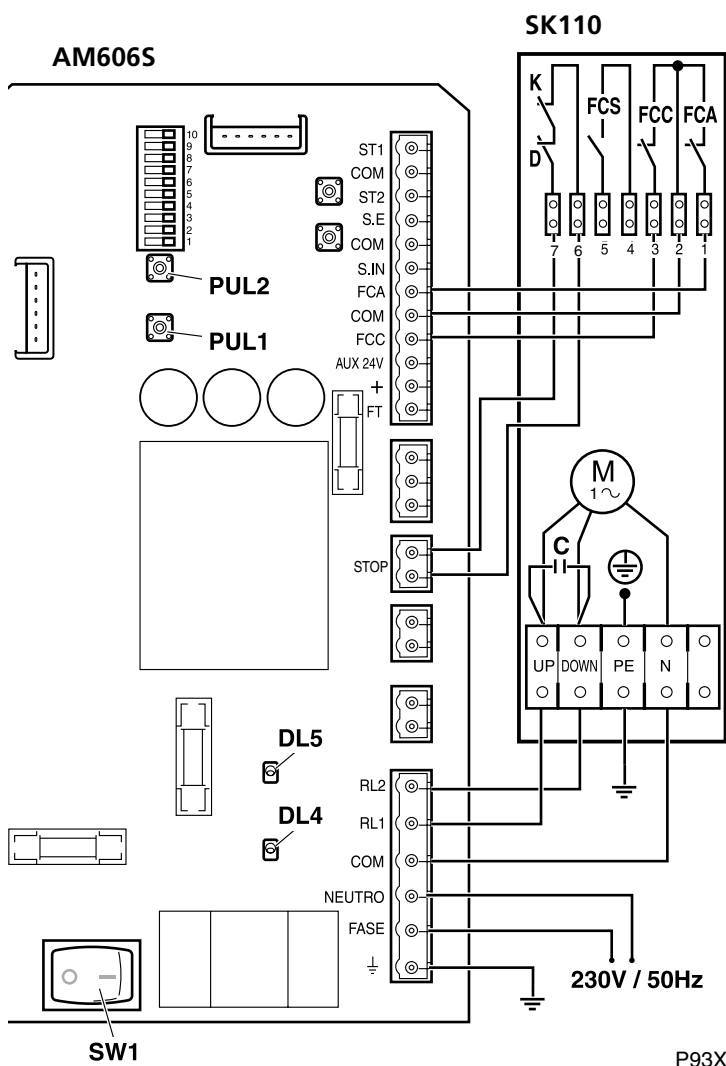 SK110
AM606S
10
9
8
7
6
5
4
3
2
1
PUL2
PUL1
ST1
COM
ST2
S.E
COM
S.IN
FCA
COM
FCC
AUX 24V
+
FT
STOP
K
D
FCS
FCC
FCA
7 6 5 4 3 2 1
M
1~
C
UP DOWN PE N
DL5
DL4
RL2
RL1
COM
NEUTRO
FASE
230V / 50Hz
SW1
P93X